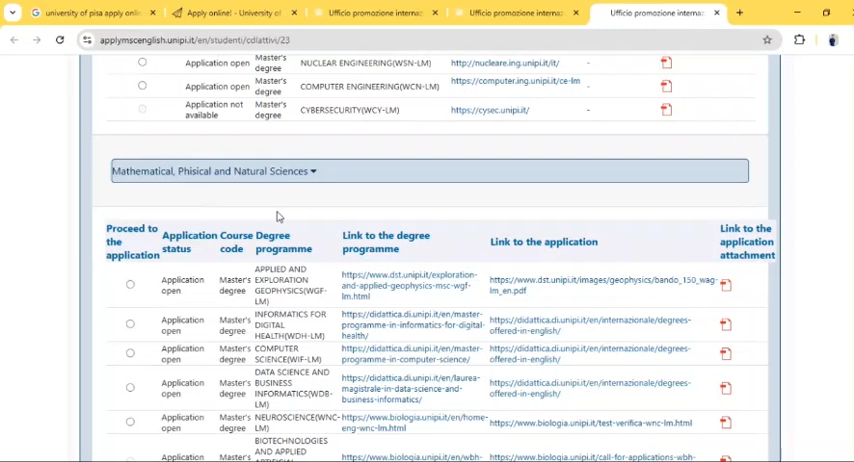 university of pisa apply online
Apply online! - University of
Ufficio promozione internaz
Ufficio promozione internaz
Ufficio promozione internaz
applymscenglish.unipi.it/en/studenti/cdlattivi/23
Application open Master's degree NUCLEAR ENGINEERING(WSN-LM) http://nucleare.ing.unipi.it/it/ -
Application open Master's degree COMPUTER ENGINEERING(WCN-LM) https://computer.ing.unipi.it/ce-lm -
Application not available Master's degree CYBERSECURITY(WCY-LM) https://cysec.unipi.it/ -
Mathematical, Phisical and Natural Sciences
Proceed to the application Application status Course code Degree programme Link to the degree programme Link to the application Link to the application attachment
Application open Master's degree APPLIED AND EXPLORATION GEOPHYSICS(WGF-LM) https://www.dst.unipi.it/exploration-and-applied-geophysics-msc-wgf-lm.html https://www.dst.unipi.it/images/geophysics/bando_150_wag-lm_en.pdf
Application open Master's degree INFORMATICS FOR DIGITAL HEALTH(WDH-LM) https://didattica.di.unipi.it/en/master-programme-in-informatics-for-digital-health/ https://didattica.di.unipi.it/en/internazionale/degrees-offered-in-english/
Application open Master's degree COMPUTER SCIENCE(WIF-LM) https://didattica.di.unipi.it/en/master-programme-in-computer-science/ https://didattica.di.unipi.it/en/internazionale/degrees-offered-in-english/
Application open Master's degree DATA SCIENCE AND BUSINESS INFORMATICS(WDB-LM) https://didattica.di.unipi.it/en/laurea-magistrale-in-data-science-and-business-informatics/ https://didattica.di.unipi.it/en/internazionale/degrees-offered-in-english/
Application open Master's degree NEUROSCIENCE(WNC-LM) https://www.biologia.unipi.it/en/home-eng-wnc-lm.html https://www.biologia.unipi.it/test-verifica-wnc-lm.html
Application Master's BIOTECHNOLOGIES AND APPLIED https://www.biologia.unipi.it/en/wbh- https://www.biologia.unipi.it/call-for-applications-wbh-